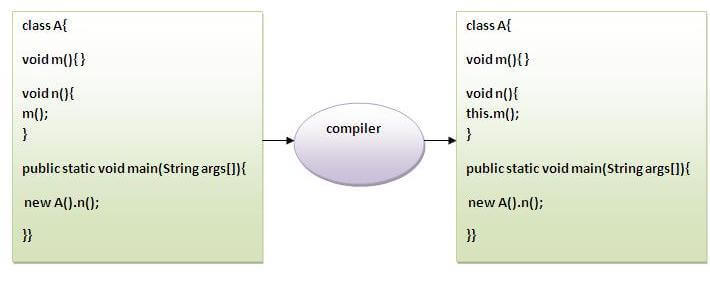 class A{
void m(){}
void n(){
m();
}
public static void main(String args[]){
new A().n();
}}
compiler
class A{
void m(){}
void n(){
this.m();
}
public static void main(String args[]){
new A().n();
}}